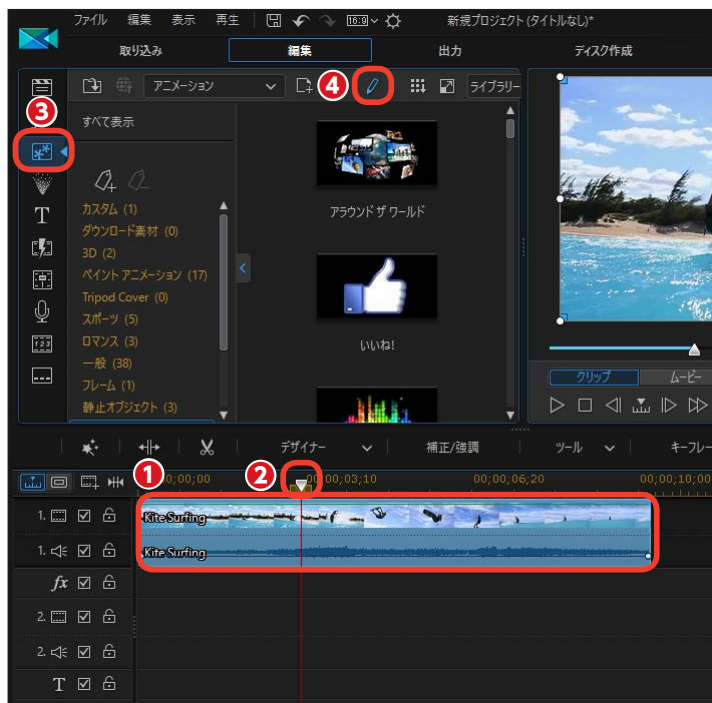 ファイル 編集 表示 再生 16:9 新規プロジェクト (タイトルなし)*
取り込み 編集 出力 ディスク作成
アニメーション ④ ライブラリー
③
すべて表示
カスタム (1)
ダウンロード素材 (0)
3D (2)
ペイント アニメーション (17)
Tripod Cover (0)
スポーツ (5)
ロマンス (3)
一般 (38)
フレーム (1)
静止オブジェクト (3)
アラウンド ザ ワールド
いいね!
クリップ ムービー
デザイナー 補正/強調 ツール キーフレー
① ;00;00 ② 00;00;03;10 00;00;06;20 00;00;10;00
1. Kite Surfing
1. Kite Surfing
fx
2.
2.
T